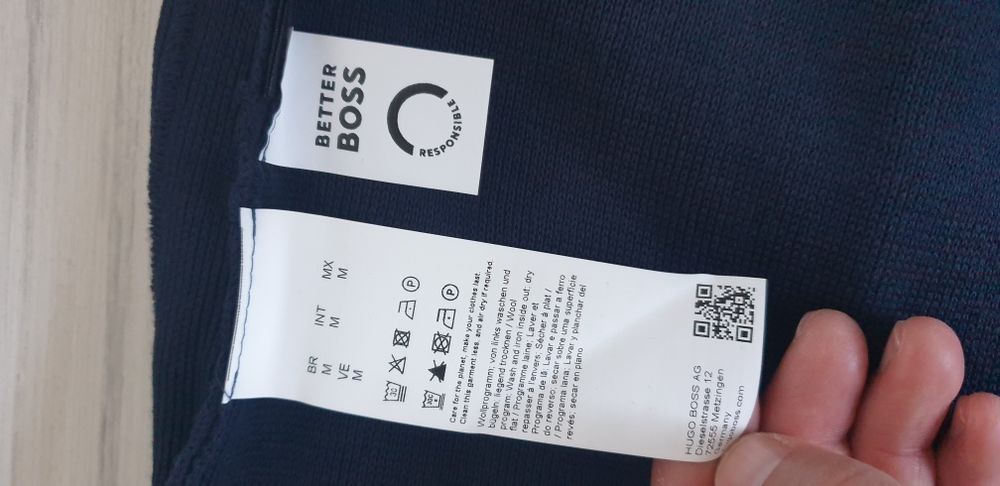 BETTER
BOSS
RESPONSIBLE
BR INT MX
M M M
VE
M
30 P
P
Care for the planet, make your clothes last.
Clean this garment less, and air dry if required.
Wollprogramm; von links waschen und
bügeln; liegend trocknen / Wool
program; Wash and iron inside out; dry
flat / Programme laine; Laver et
repasser à l'envers; Sécher à plat /
Programa de lã; Lavar e passar a ferro
do reverso; secar sobre uma superfície
/ Programa lana; Lavar y planchar del
revés; secar en plano
HUGO BOSS AG
Dieselstrasse 12
72555 Metzingen
Germany
boss.com